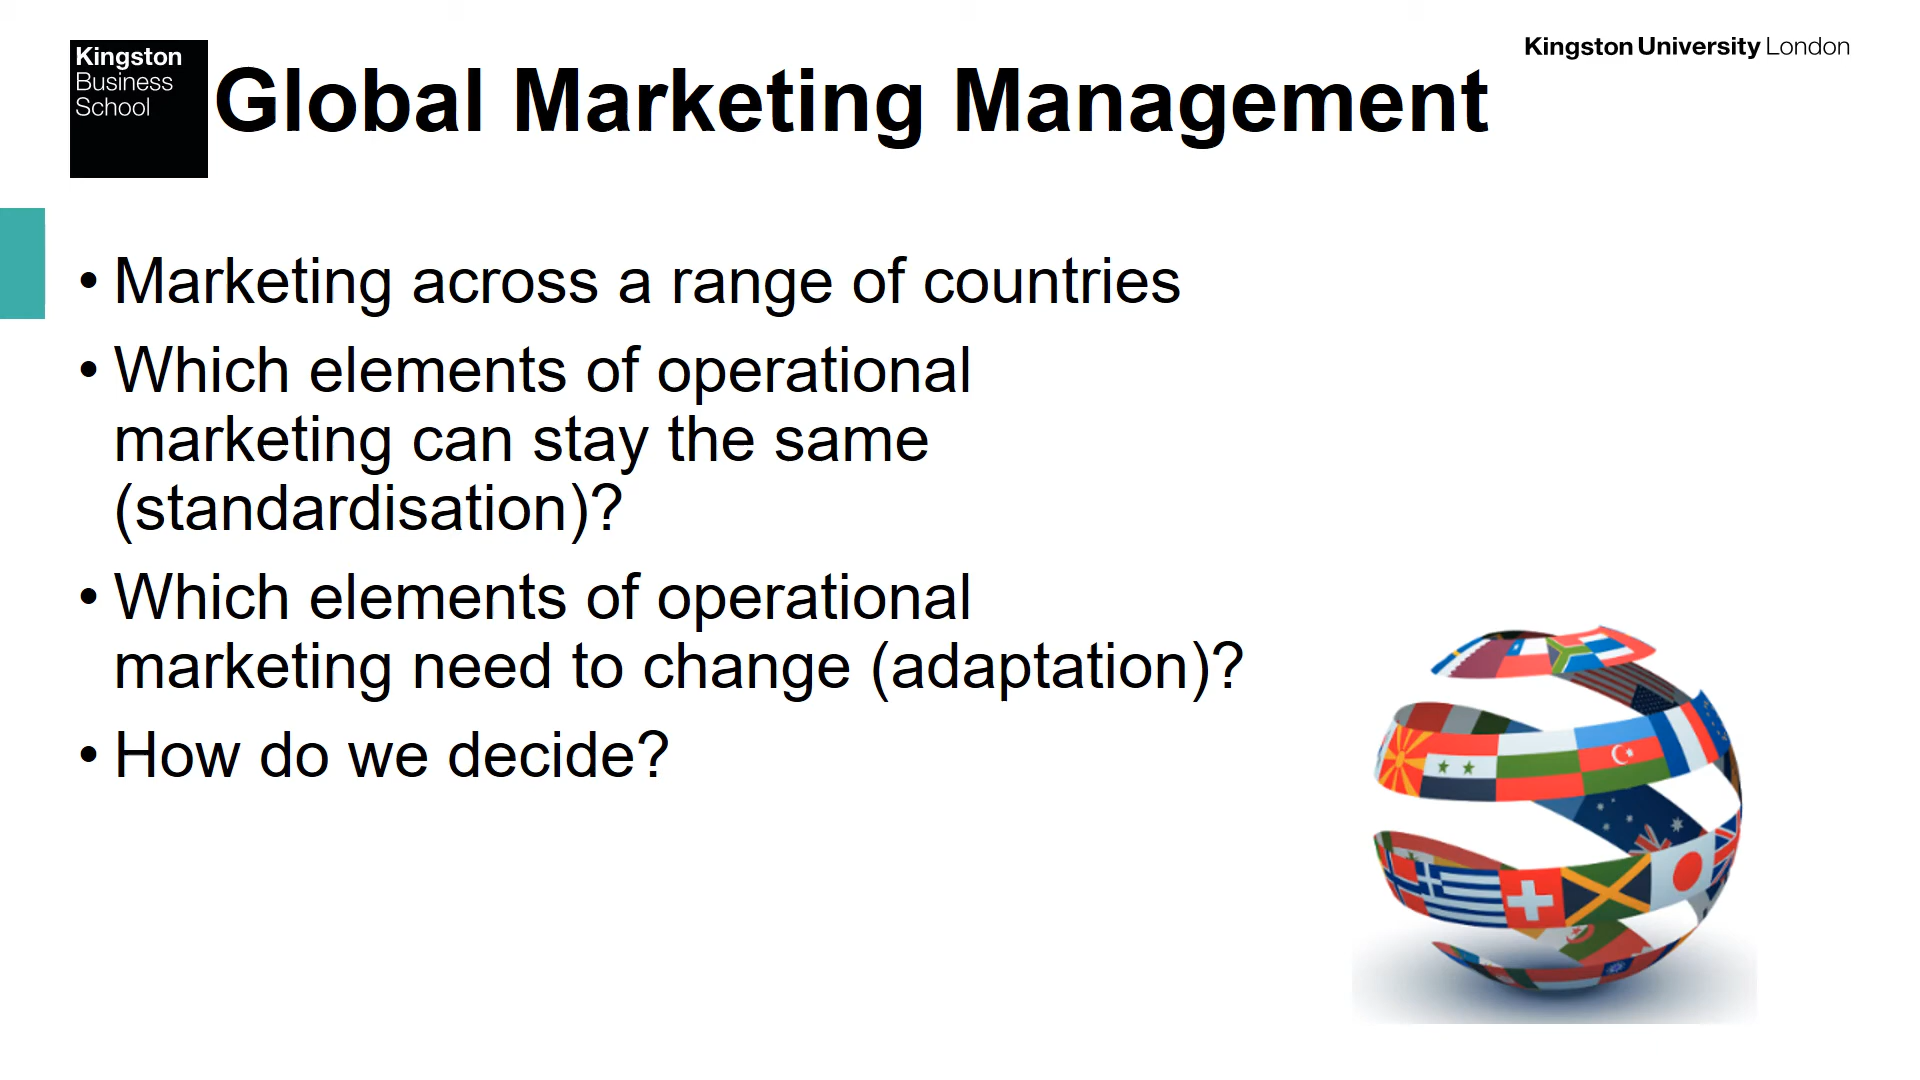 Kingston
Business
School
Kingston University London
Global Marketing Management
• Marketing across a range of countries
• Which elements of operational
marketing can stay the same
(standardisation)?
• Which elements of operational
marketing need to change (adaptation)?
• How do we decide?